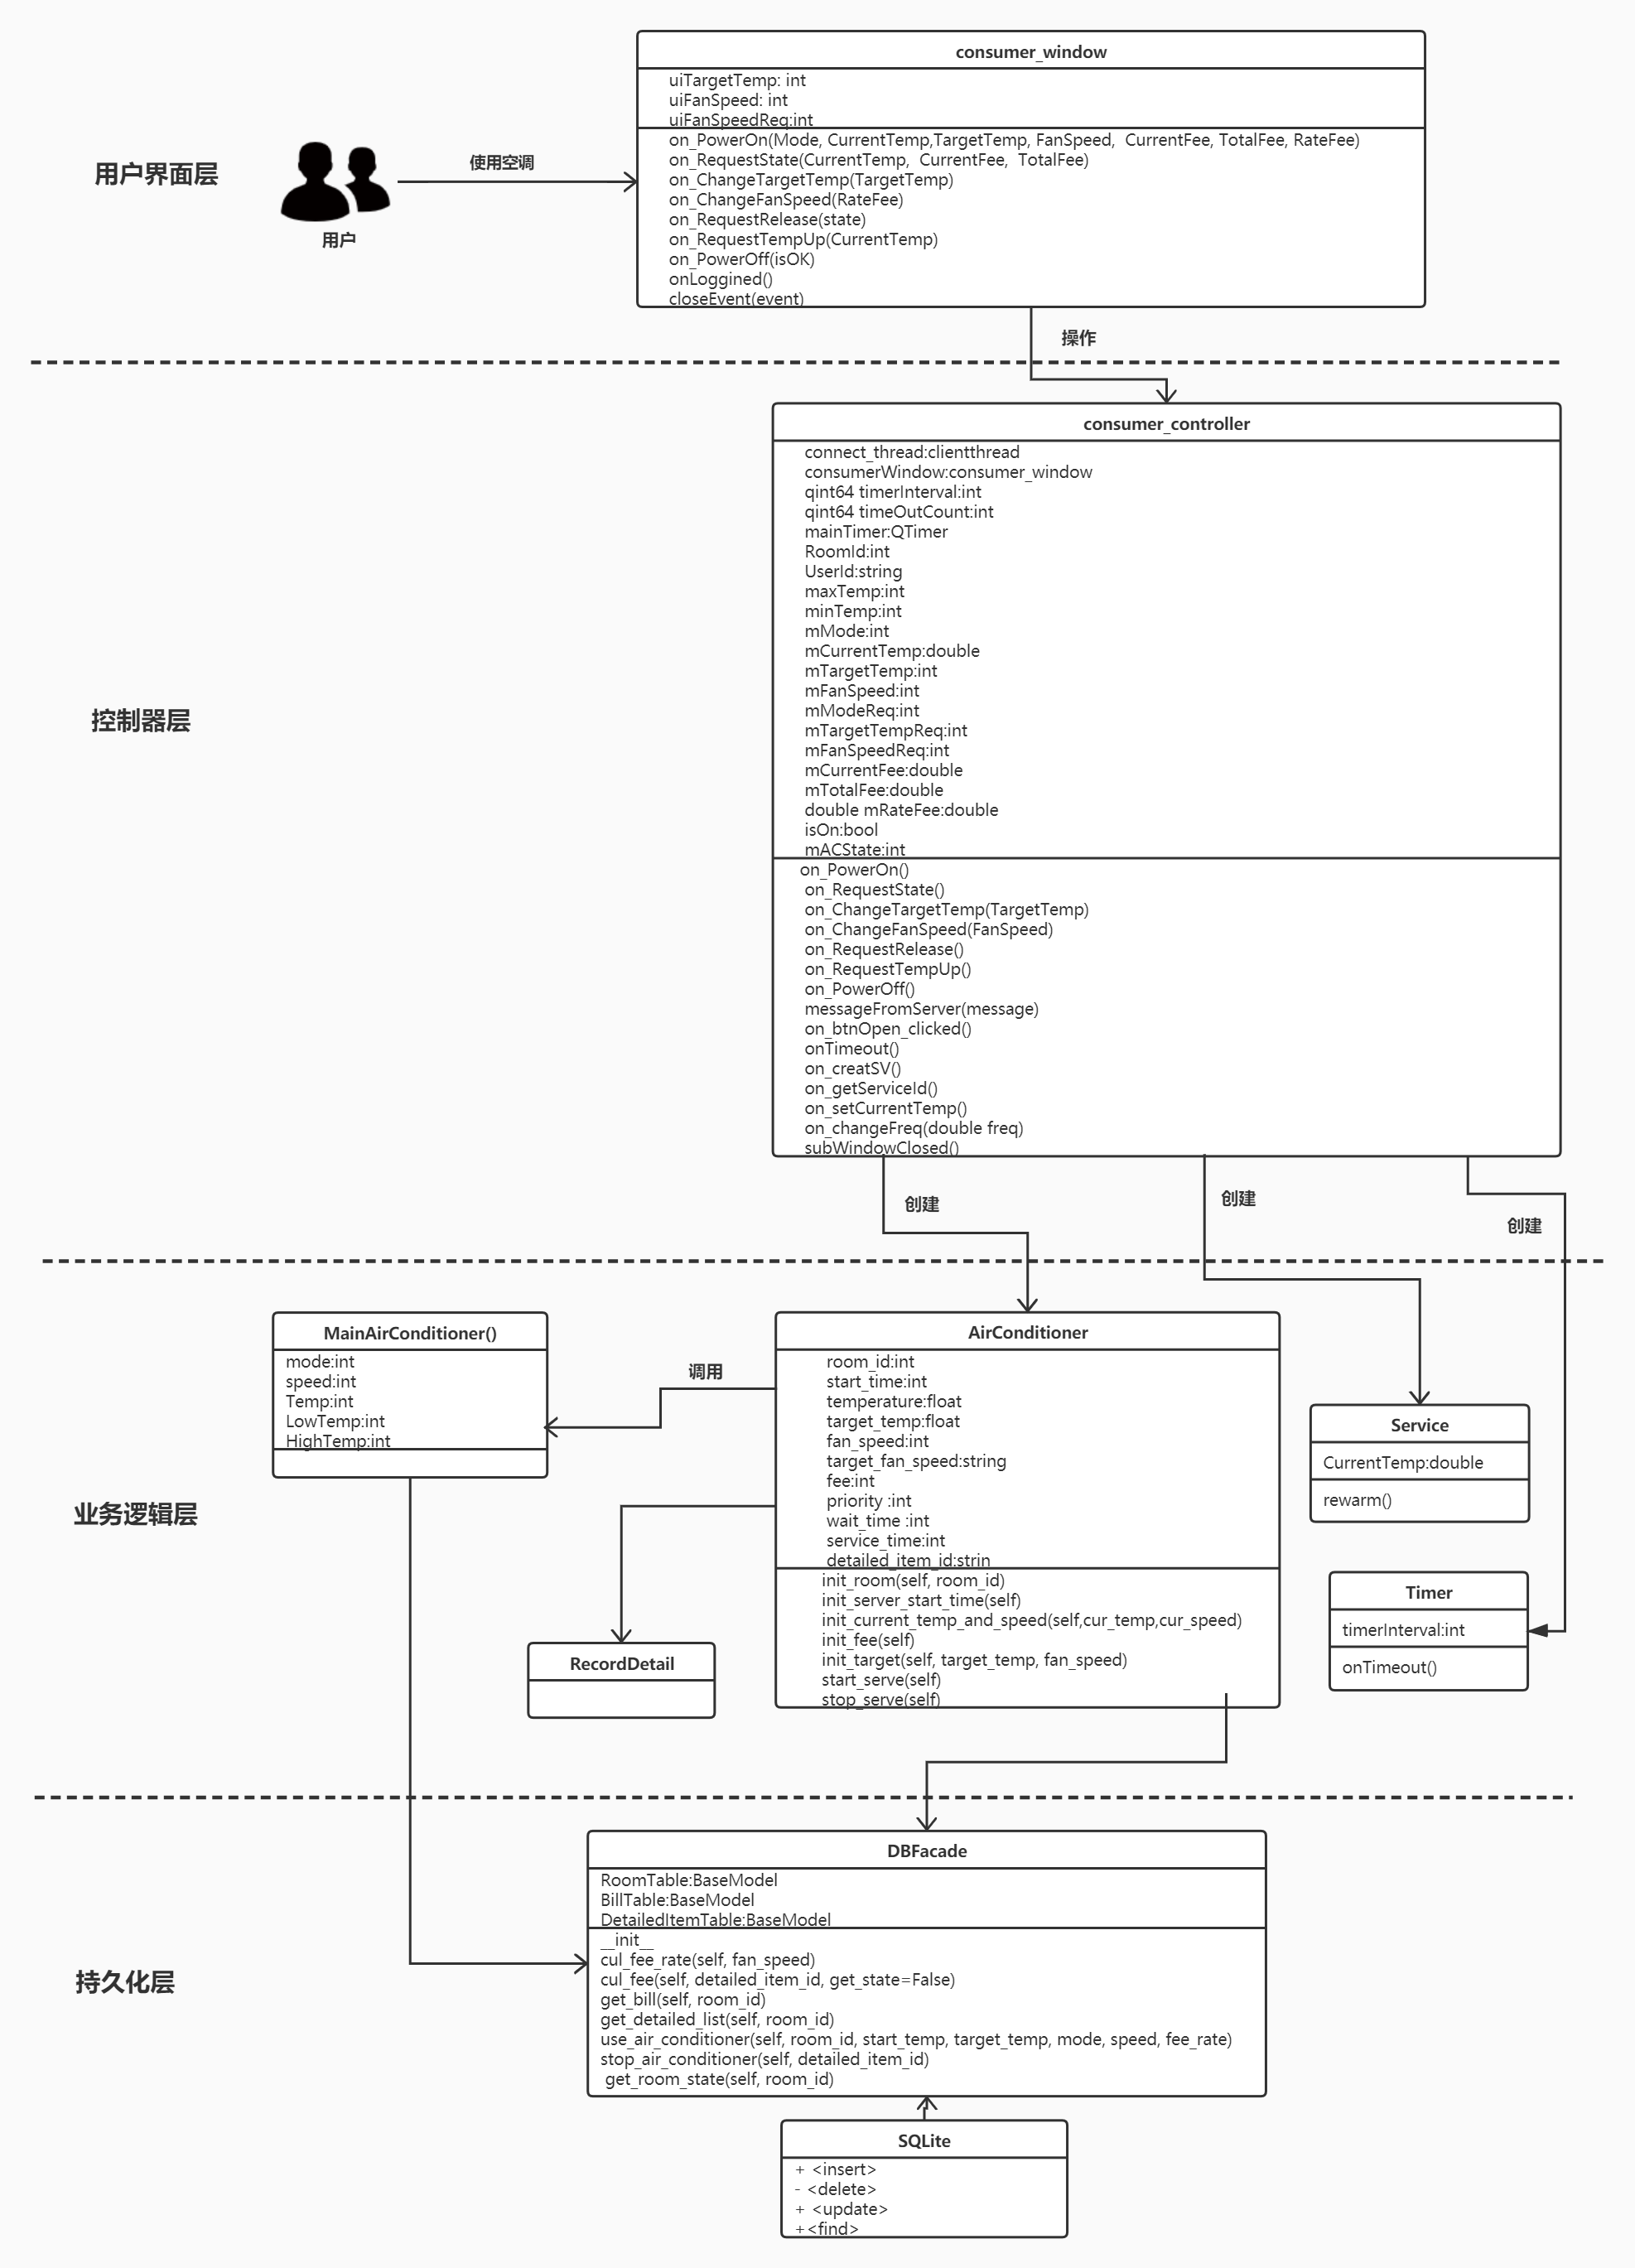 consumer_window
uiTargetTemp: int
uiFanSpeed: int
uiFanSpeedReq:int
on_PowerOn(Mode, CurrentTemp,TargetTemp, FanSpeed,  CurrentFee, TotalFee, RateFee)
on_RequestState(CurrentTemp,  CurrentFee,  TotalFee)
on_ChangeTargetTemp(TargetTemp)
on_ChangeFanSpeed(RateFee)
on_RequestRelease(state)
on_RequestTempUp(CurrentTemp)
on_PowerOff(isOK)
onLoggined()
closeEvent(event)
用户界面层
使用空调
用户
操作
consumer_controller
connect_thread:clientthread
consumerWindow:consumer_window
qint64 timerInterval:int
qint64 timeOutCount:int
mainTimer:QTimer
RoomId:int
UserId:string
maxTemp:int
minTemp:int
mMode:int
mCurrentTemp:double
mTargetTemp:int
mFanSpeed:int
mModeReq:int
mTargetTempReq:int
mFanSpeedReq:int
mCurrentFee:double
mTotalFee:double
double mRateFee:double
isOn:bool
mACState:int
on_PowerOn()
on_RequestState()
on_ChangeTargetTemp(TargetTemp)
on_ChangeFanSpeed(FanSpeed)
on_RequestRelease()
on_RequestTempUp()
on_PowerOff()
messageFromServer(message)
on_btnOpen_clicked()
onTimeout()
on_creatSV()
on_getServiceId()
on_setCurrentTemp()
on_changeFreq(double freq)
subWindowClosed()
控制器层
创建
创建
创建
MainAirConditioner()
mode:int
speed:int
Temp:int
LowTemp:int
HighTemp:int
调用
AirConditioner
room_id:int
start_time:int
temperature:float
target_temp:float
fan_speed:int
target_fan_speed:string
fee:int
priority :int
wait_time :int
service_time:int
detailed_item_id:strin
init_room(self, room_id)
init_server_start_time(self)
init_current_temp_and_speed(self,cur_temp,cur_speed)
init_fee(self)
init_target(self, target_temp, fan_speed)
start_serve(self)
stop_serve(self)
Service
CurrentTemp:double
rewarm()
业务逻辑层
Timer
timerInterval:int
onTimeout()
RecordDetail
DBFacade
RoomTable:BaseModel
BillTable:BaseModel
DetailedItemTable:BaseModel
__init__
cul_fee_rate(self, fan_speed)
cul_fee(self, detailed_item_id, get_state=False)
get_bill(self, room_id)
get_detailed_list(self, room_id)
use_air_conditioner(self, room_id, start_temp, target_temp, mode, speed, fee_rate)
stop_air_conditioner(self, detailed_item_id)
get_room_state(self, room_id)
持久化层
SQLite
+ <insert>
- <delete>
+ <update>
+<find>